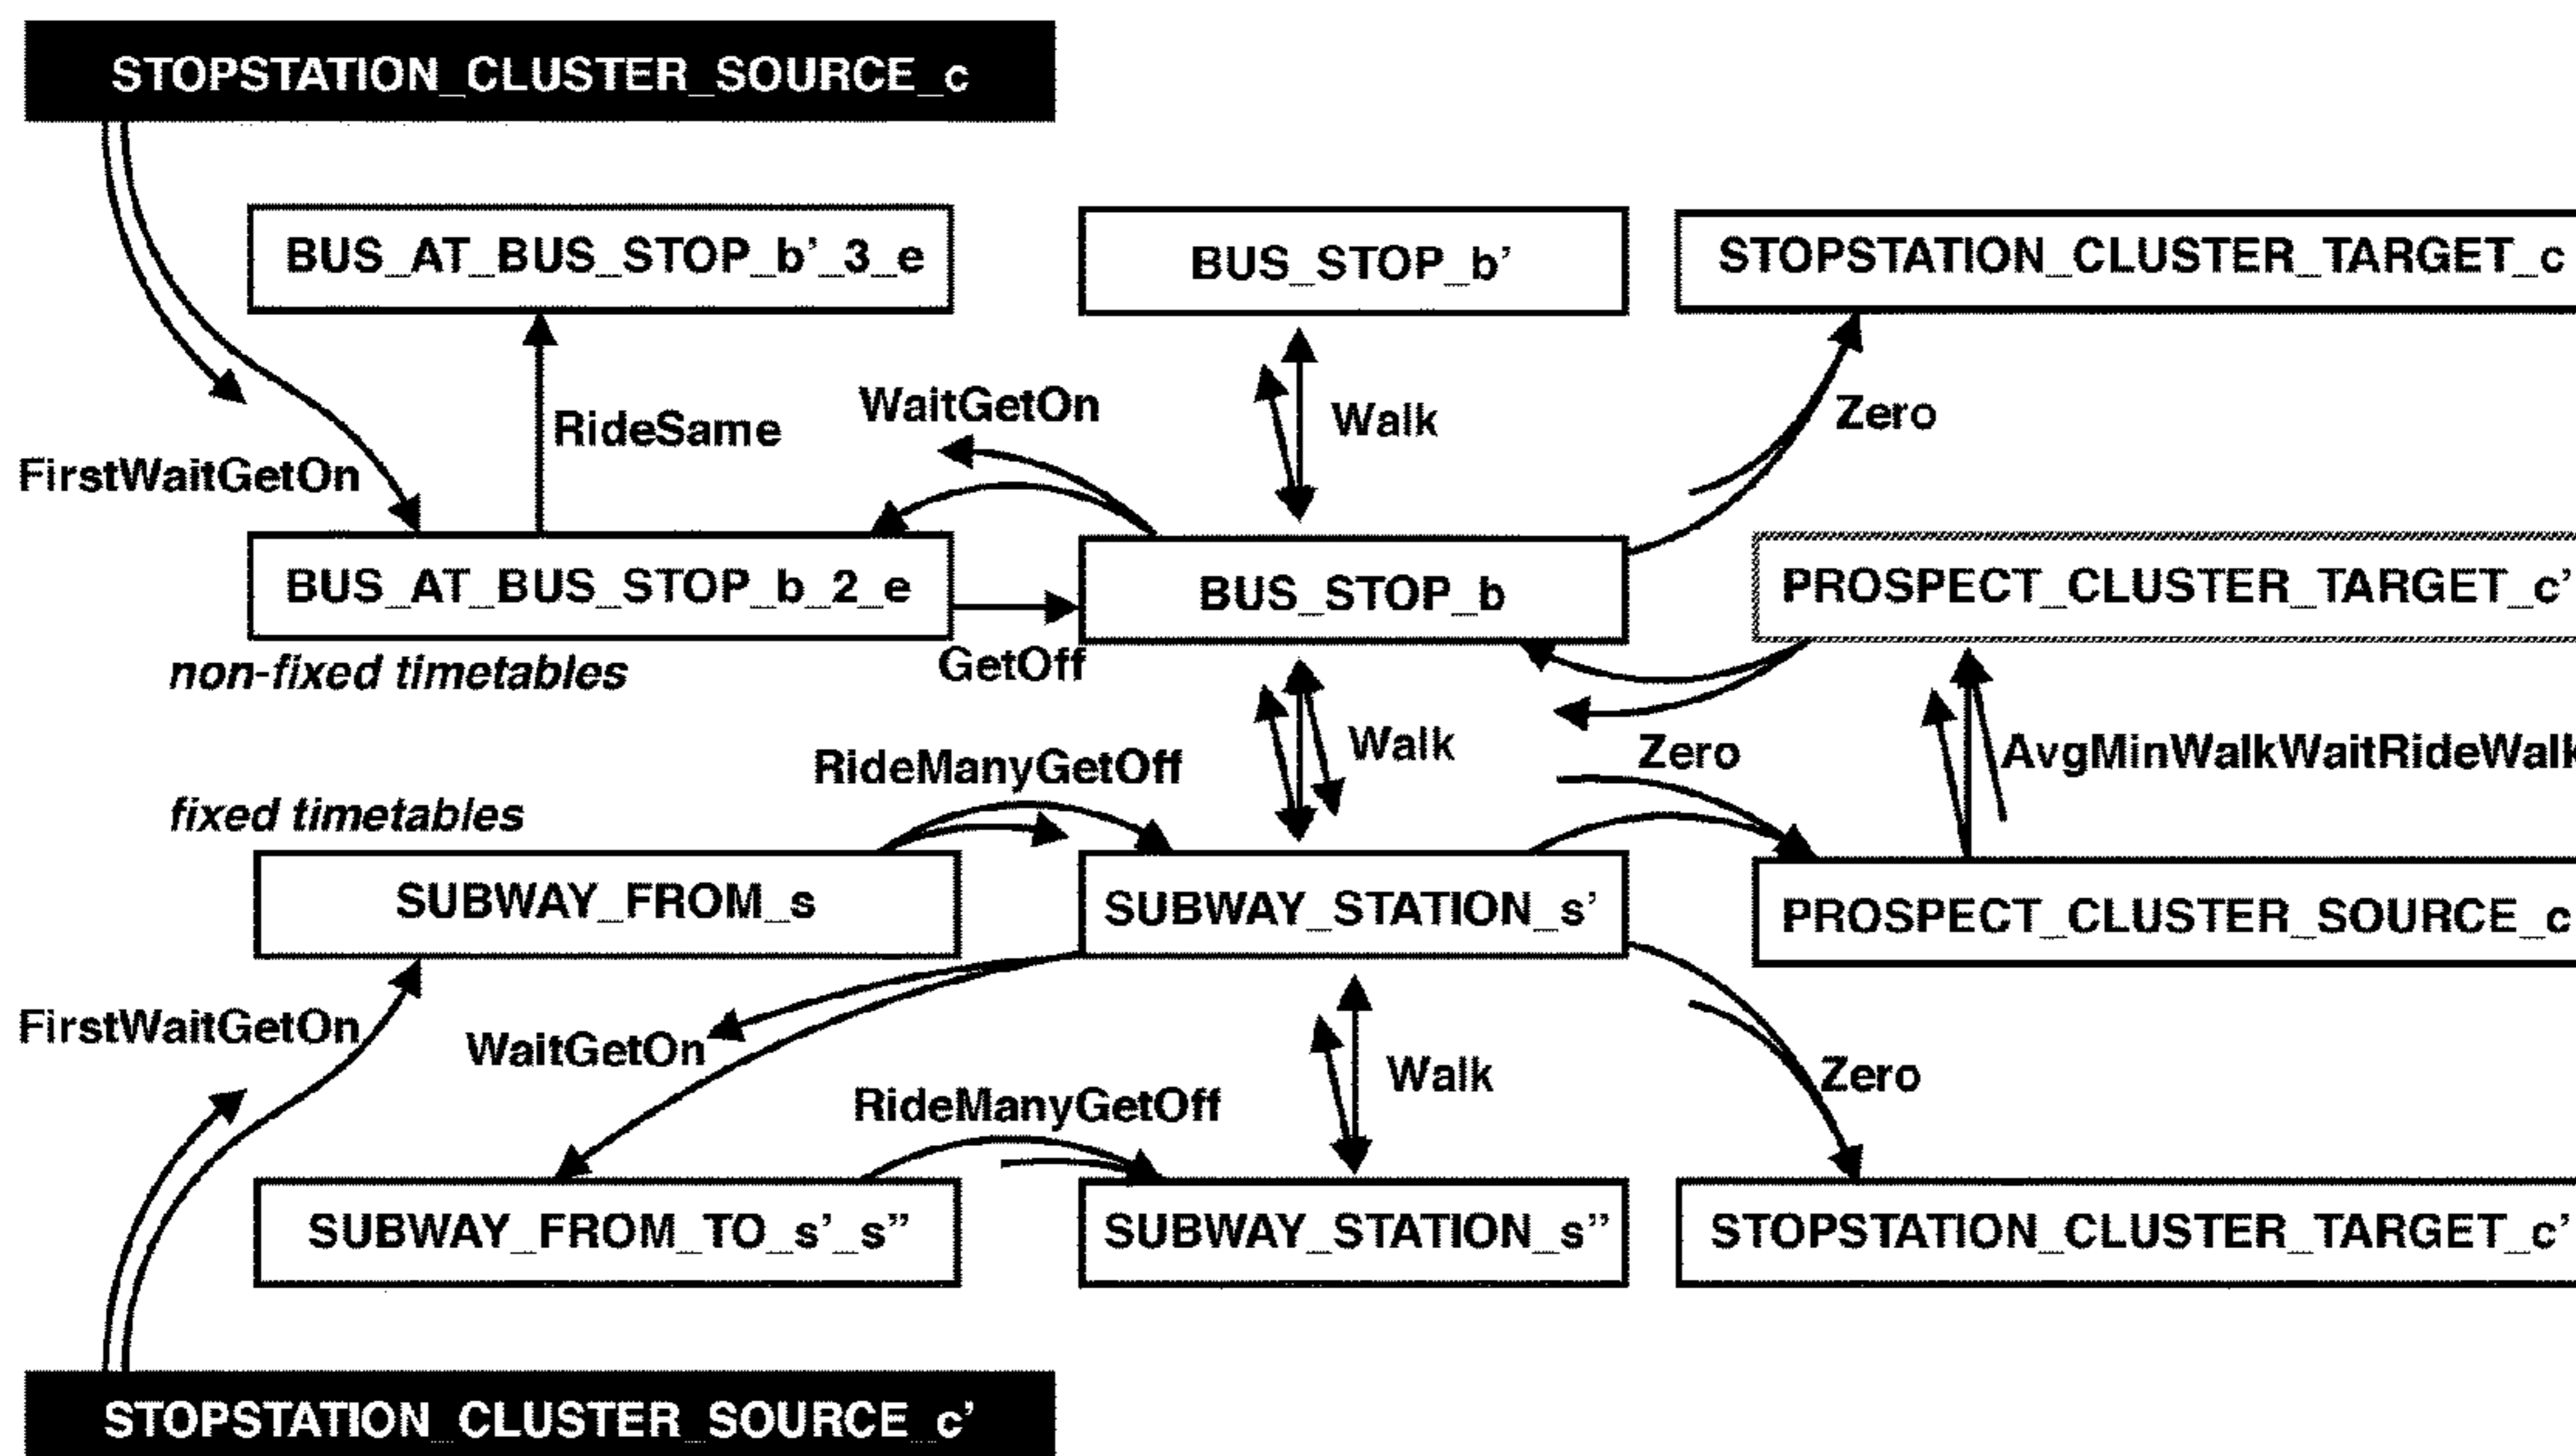 STOPSTATION_CLUSTER_SOURCE_c
BUS_AT_BUS_STOP_b’_3_e
BUS_STOP_b’
STOPSTATION_CLUSTER_TARGET_c
FirstWaitGetOn
RideSame
WaitGetOn
Walk
Zero
BUS_AT_BUS_STOP_b_2_e
BUS_STOP_b
PROSPECT_CLUSTER_TARGET_c’
non-fixed timetables
GetOff
fixed timetables
RideManyGetOff
Walk
Zero
AvgMinWalkWaitRideWalk
SUBWAY_FROM_s
SUBWAY_STATION_s’
PROSPECT_CLUSTER_SOURCE_c
FirstWaitGetOn
WaitGetOn
RideManyGetOff
Walk
Zero
SUBWAY_FROM_TO_s’_s”
SUBWAY_STATION_s”
STOPSTATION_CLUSTER_TARGET_c’
STOPSTATION_CLUSTER_SOURCE_c’